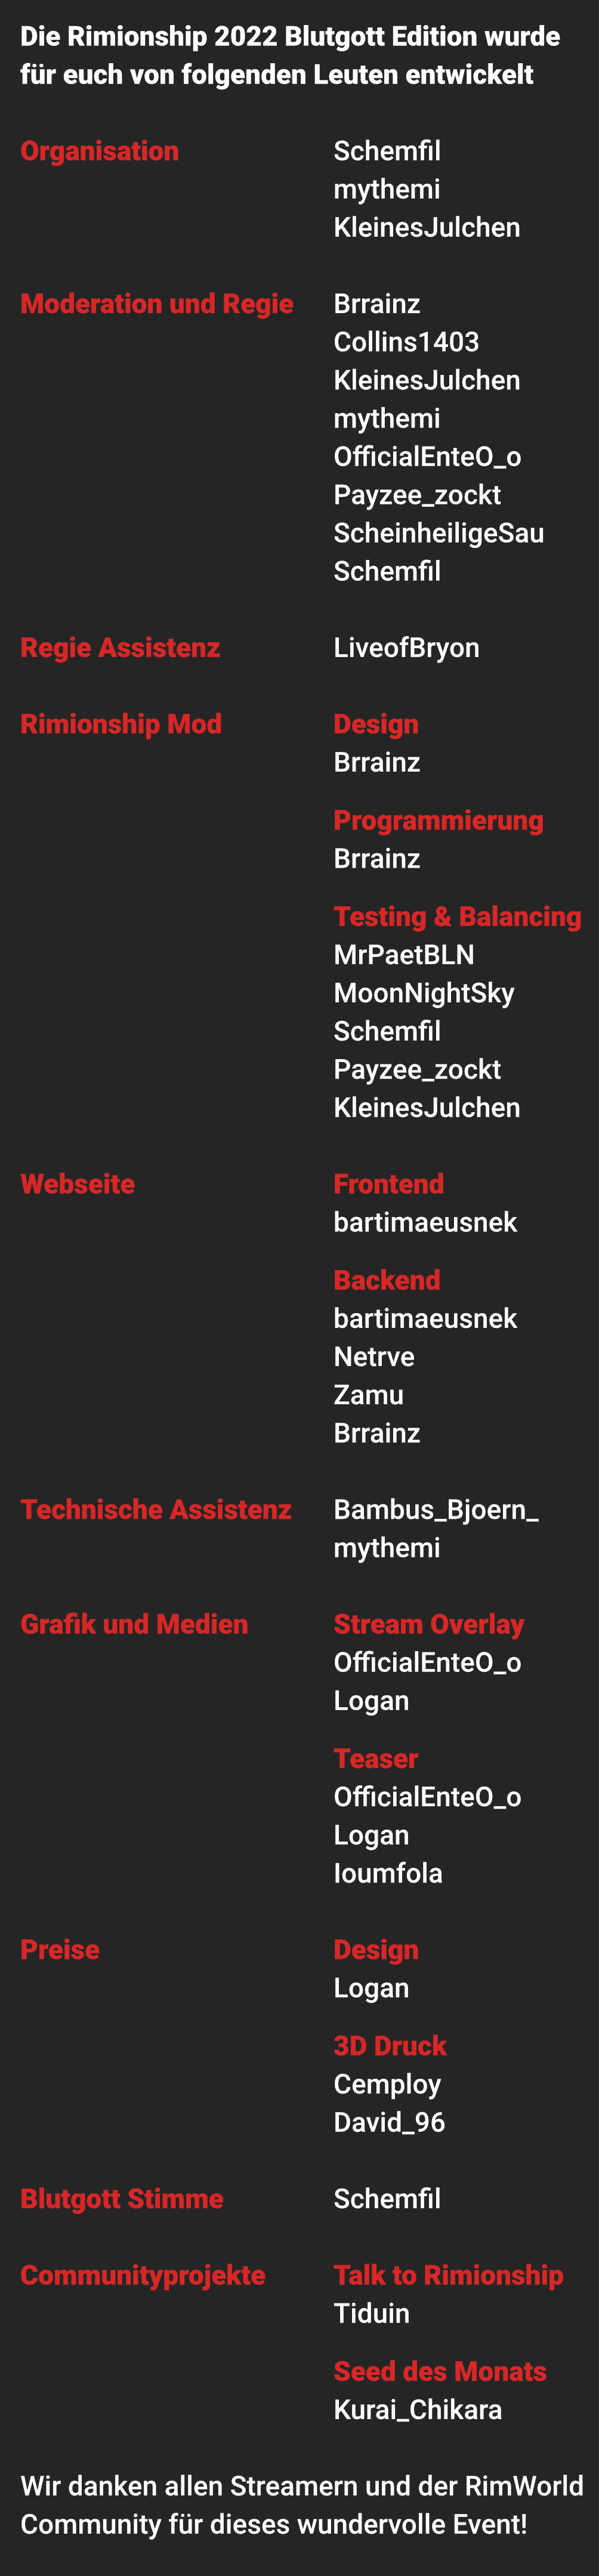 Die Rimionship 2022 Blutgott Edition wurde
für euch von folgenden Leuten entwickelt
Organisation Schemfil
mythemi
KleinesJulchen
Moderation und Regie Brrainz
Collins1403
KleinesJulchen
mythemi
OfficialEnteO_o
Payzee_zockt
ScheinheiligeSau
Schemfil
Regie Assistenz LiveofBryon
Rimionship Mod Design
Brrainz
Programmierung
Brrainz
Testing & Balancing
MrPaetBLN
MoonNightSky
Schemfil
Payzee_zockt
KleinesJulchen
Webseite Frontend
bartimaeusnek
Backend
bartimaeusnek
Netrve
Zamu
Brrainz
Technische Assistenz Bambus_Bjoern_
mythemi
Grafik und Medien Stream Overlay
OfficialEnteO_o
Logan
Teaser
OfficialEnteO_o
Logan
Ioumfola
Preise Design
Logan
3D Druck
Cemploy
David_96
Blutgott Stimme Schemfil
Communityprojekte Talk to Rimionship
Tiduin
Seed des Monats
Kurai_Chikara
Wir danken allen Streamern und der RimWorld
Community für dieses wundervolle Event!